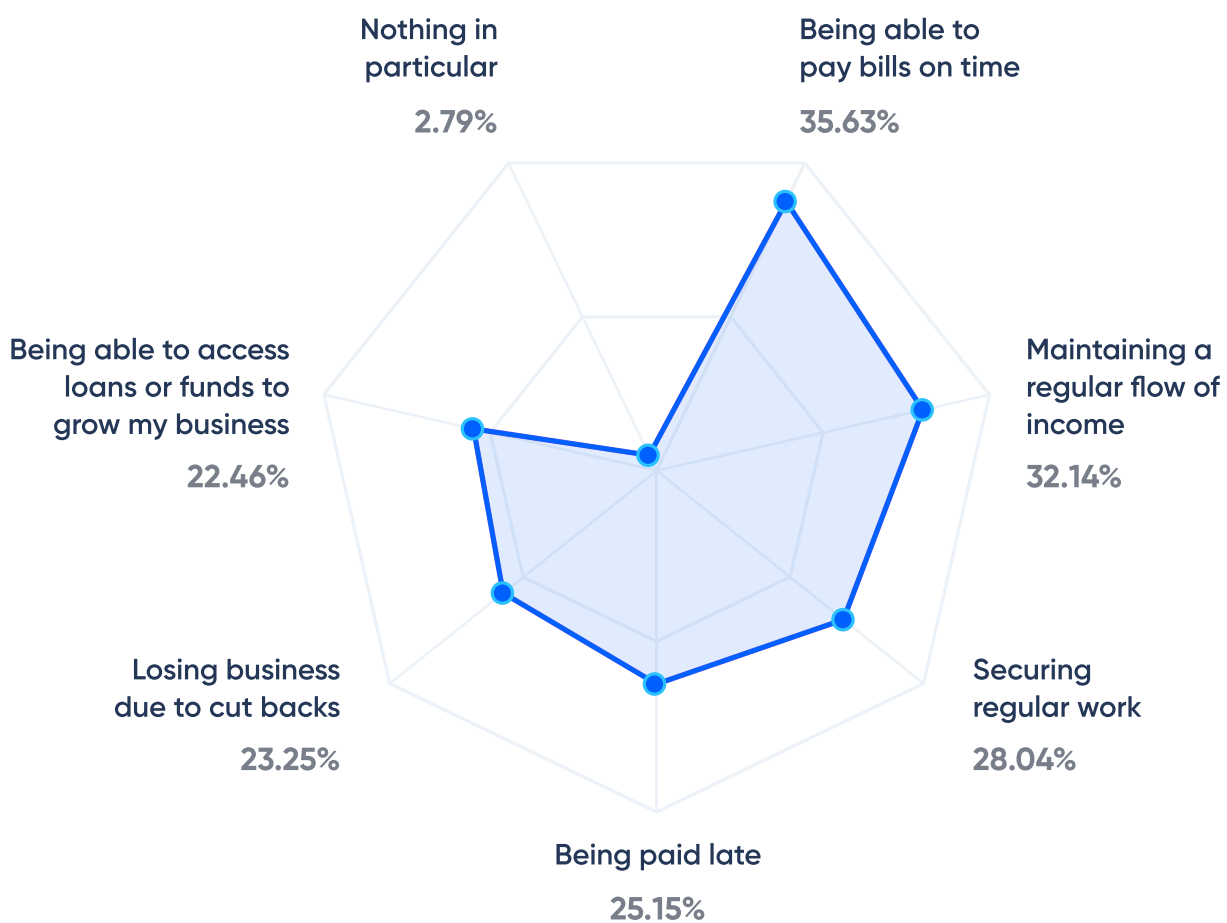 Nothing in
particular
2.79%
Being able to
pay bills on time
35.63%
Being able to access
loans or funds to
grow my business
22.46%
Maintaining a
regular flow of
income
32.14%
Losing business
due to cut backs
23.25%
Securing
regular work
28.04%
Being paid late
25.15%